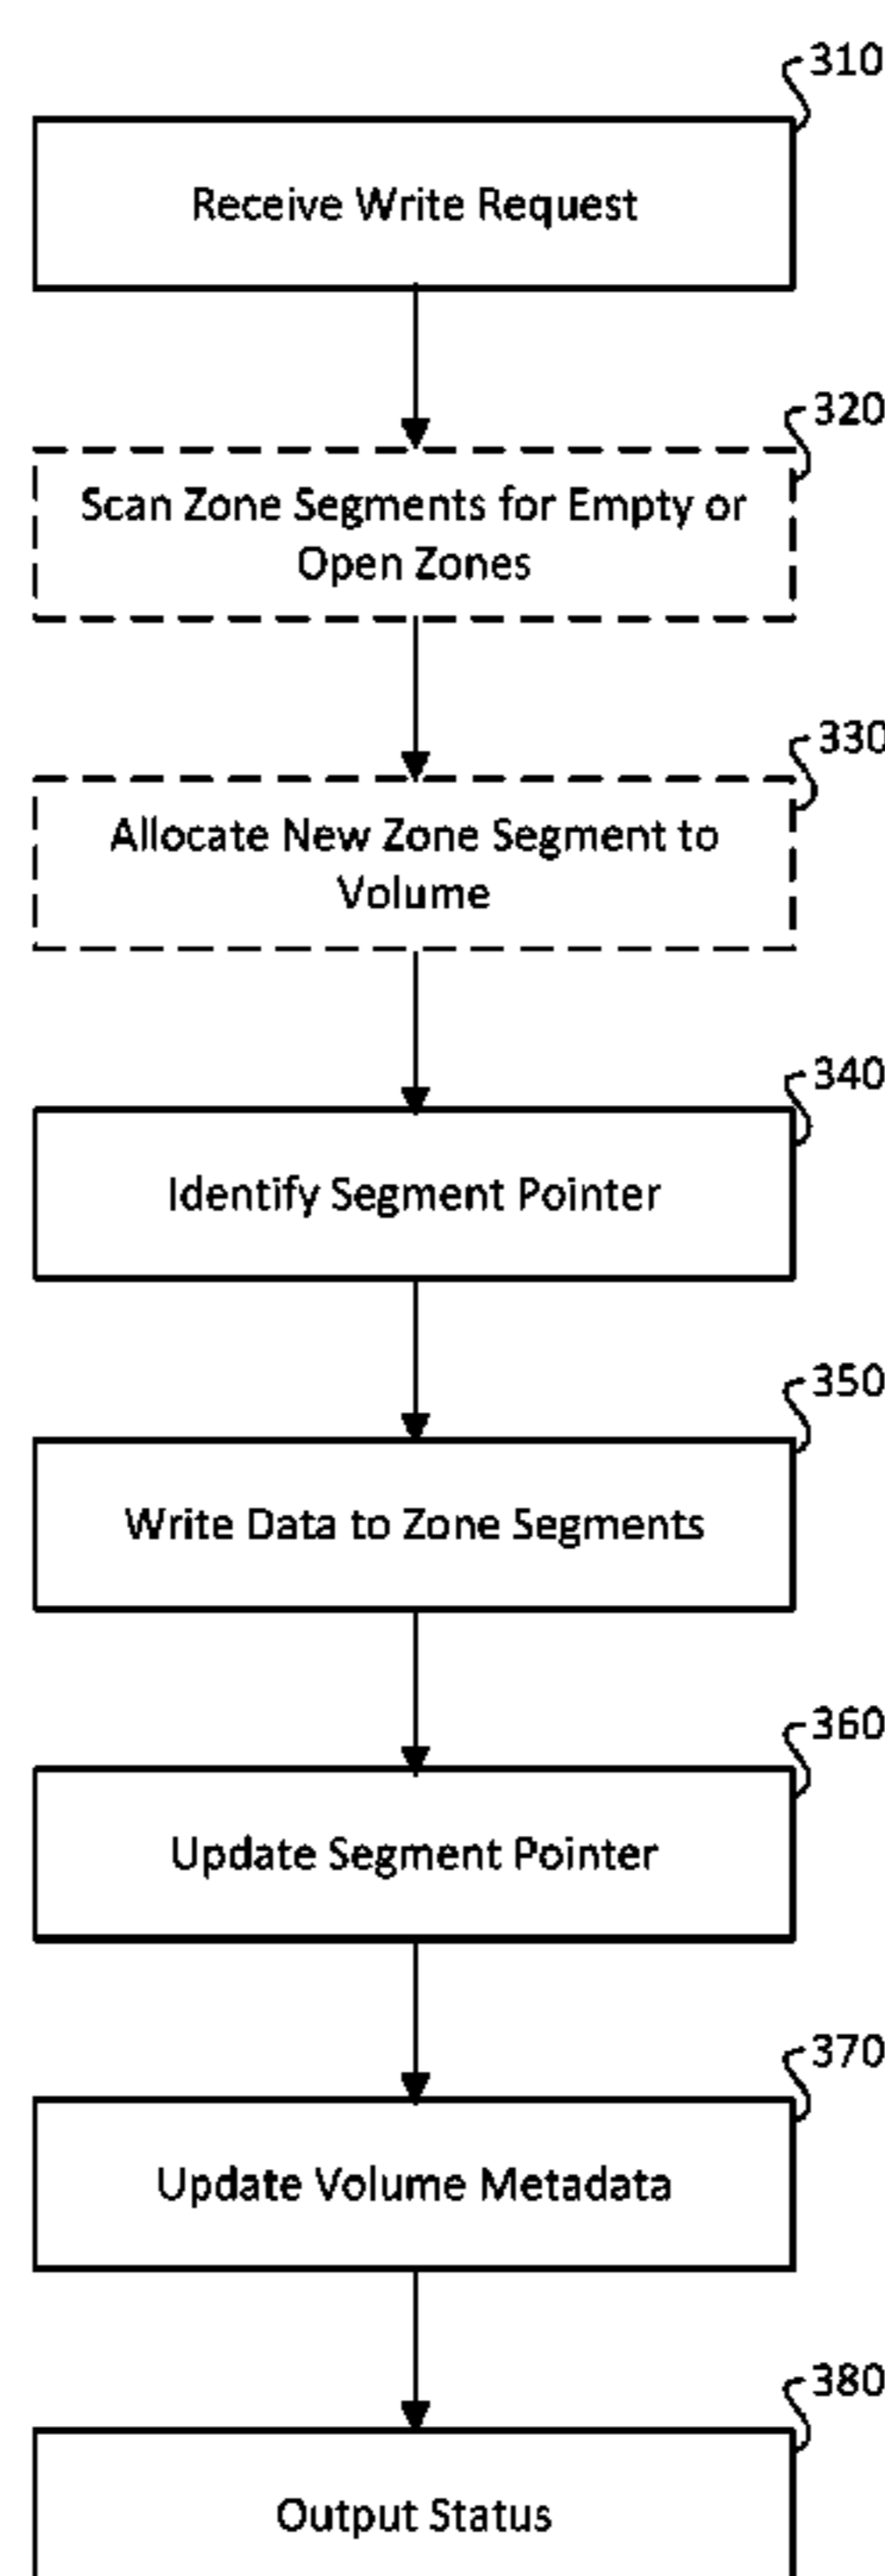 310
Receive Write Request
320
Scan Zone Segments for Empty or
Open Zones
330
Allocate New Zone Segment to
Volume
340
Identify Segment Pointer
350
Write Data to Zone Segments
360
Update Segment Pointer
370
Update Volume Metadata
380
Output Status